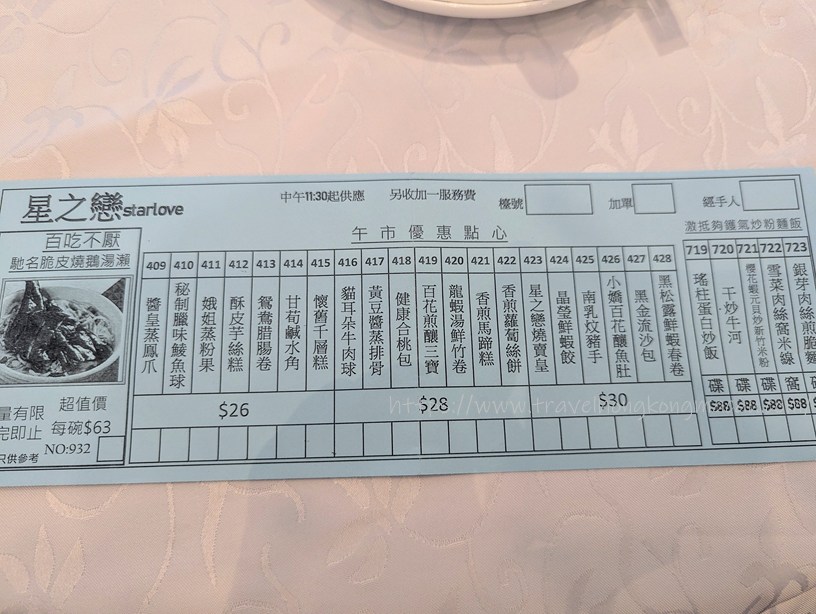 星之戀starlove
中午11:30起供應 另收加一服務費 檯號 加單 經手人
百吃不厭
馳名脆皮燒鵝湯瀨
量有限 超值價
完即止 每碗$63
只供參考 NO:932
午市優惠點心
409 醬皇蒸鳳爪
410 秘制臘味鯪魚球
411 娥姐蒸粉果
412 酥皮芋絲糕
413 鴛鴦腊腸卷
414 甘荀鹹水角
415 懷舊千層糕
416 貓耳朵牛肉球
417 黃豆醬蒸排骨
418 健康合桃包
419 百花煎釀三寶
420 龍蝦湯鮮竹卷
421 香煎馬蹄糕
422 香煎蘿蔔絲餅
423 星之戀燒賣皇
424 晶瑩鮮蝦餃
425 南乳炆豬手
426 小嬌百花釀魚肚
427 黑金流沙包
428 黑松露鮮蝦春卷
$26 $28 $30
激抵夠鑊氣炒粉麵飯
719 瑤柱蛋白炒飯 碟 $88
720 干炒牛河 碟 $88
721 櫻花蝦元貝炒新竹米粉 碟 $88
722 雪菜肉絲窩米線 窩 $88
723 銀芽肉絲煎脆麵
https://www.travelhongkong